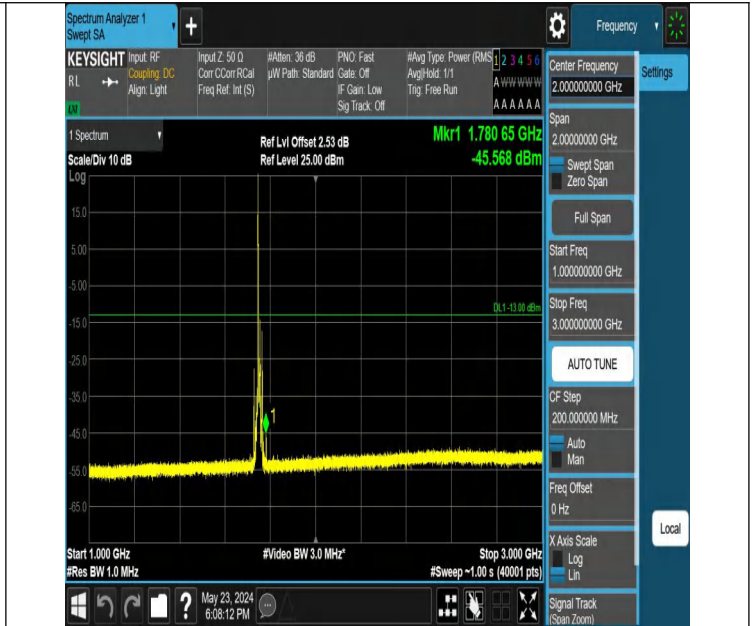 Spectrum Analyzer 1
Swept SA
+
Frequency
KEYSIGHT
RL
LXI
Input: RF
Coupling: DC
Align: Light
Input Z: 50 Ω
Corr CCorr RCal
Freq Ref: Int (S)
#Atten: 36 dB
µW Path: Standard
PNO: Fast
Gate: Off
IF Gain: Low
Sig Track: Off
#Avg Type: Power (RMS
Avg|Hold: 1/1
Trig: Free Run
1 2 3 4 5 6
A W W W W W
A A A A A A
1 Spectrum
Scale/Div 10 dB
Log
Ref Lvl Offset 2.53 dB
Ref Level 25.00 dBm
Mkr1 1.780 65 GHz
-45.568 dBm
15.0
5.00
-5.00
DL1 -13.00 dBm
-15.0
-25.0
-35.0
1
-45.0
-55.0
-65.0
Start 1.000 GHz
#Video BW 3.0 MHz*
Stop 3.000 GHz
#Res BW 1.0 MHz
#Sweep ~1.00 s (40001 pts)
?
May 23, 2024
6:08:12 PM
Center Frequency
2.000000000 GHz
Settings
Span
2.00000000 GHz
Swept Span
Zero Span
Full Span
Start Freq
1.000000000 GHz
Stop Freq
3.000000000 GHz
AUTO TUNE
CF Step
200.000000 MHz
Auto
Man
Freq Offset
0 Hz
X Axis Scale
Log
Lin
Local
Signal Track
(Span Zoom)